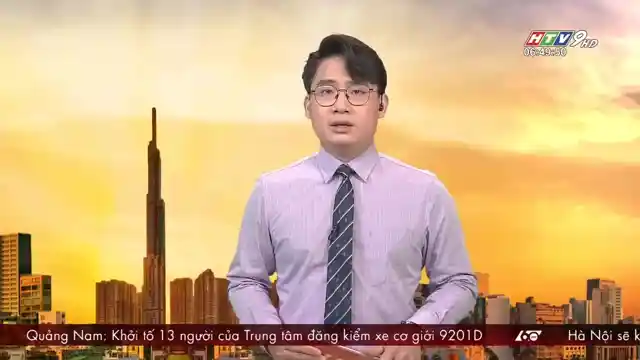 HTV9 HD
06:49:50
Quảng Nam: Khởi tố 13 người của Trung tâm đăng kiểm xe cơ giới 9201D
60
Hà Nội sẽ k